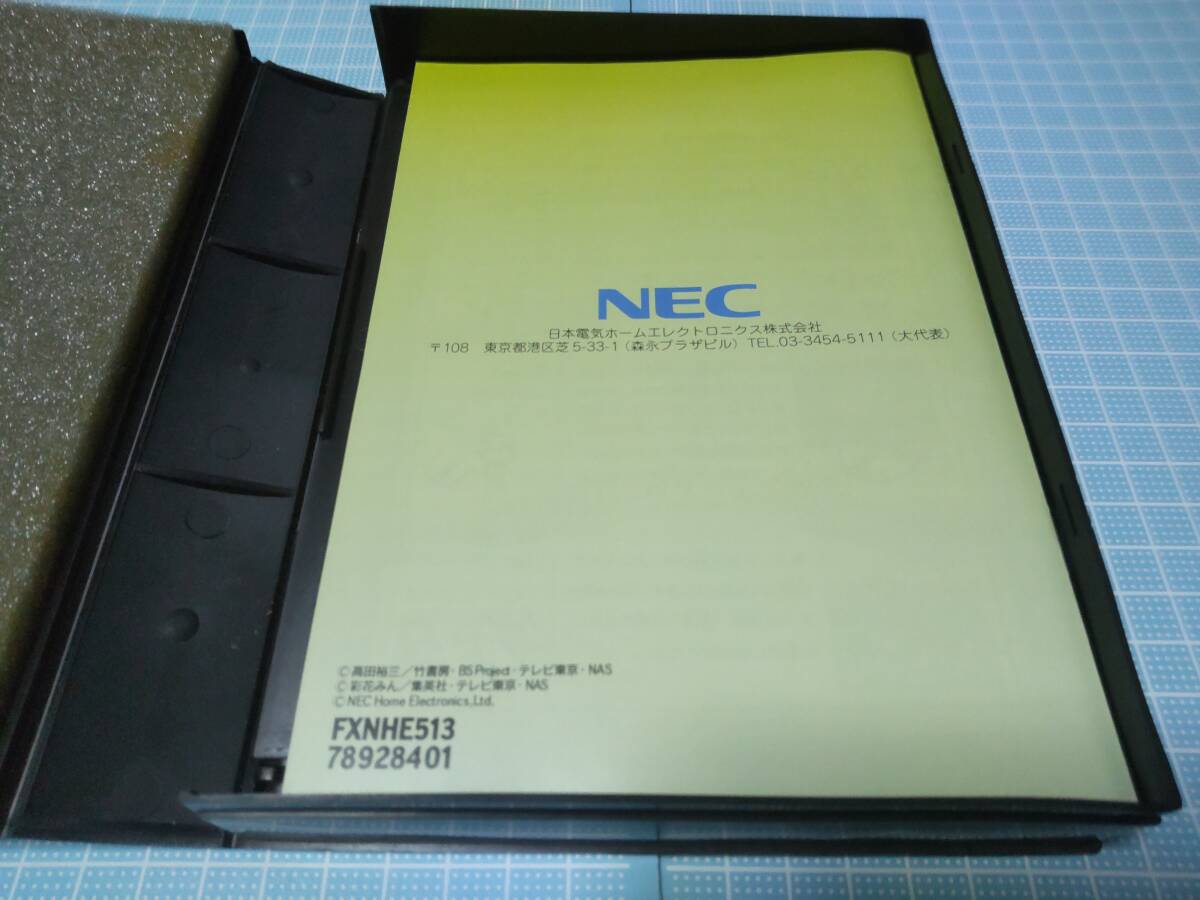 NEC
日本電気ホームエレクトロニクス株式会社
〒108 東京都港区芝5-33-1(森永プラザビル) TEL.03-3454-5111(大代表)
©高田裕三/竹書房・BS Project・テレビ東京・NAS
©彩花みん/集英社・テレビ東京・NAS
©NEC Home Electronics,Ltd.
FXNHE513
78928401